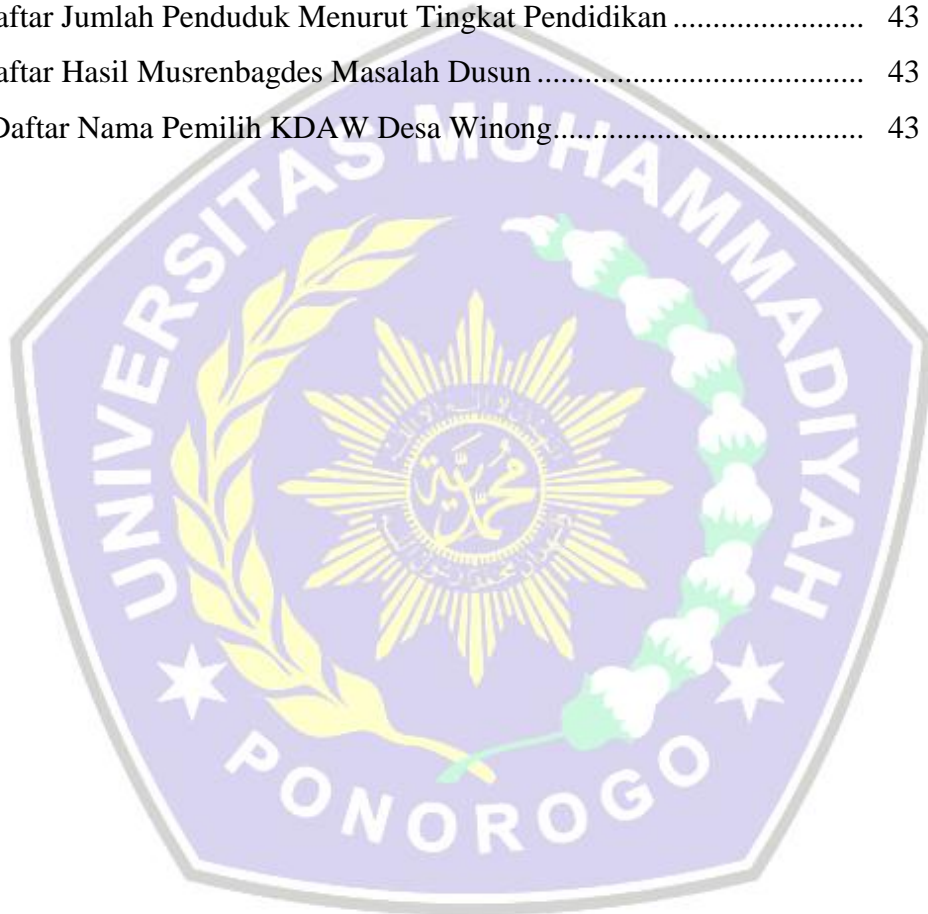 aftar Jumlah Penduduk Menurut Tingkat Pendidikan ....................... 43
aftar Hasil Musrenbagdes Masalah Dusun ....................................... 43
Daftar Nama Pemilih KDAW Desa Winong..................................... 43
UNIVERSITAS MUHAMMADIYAH
محمدية
PONOROGO